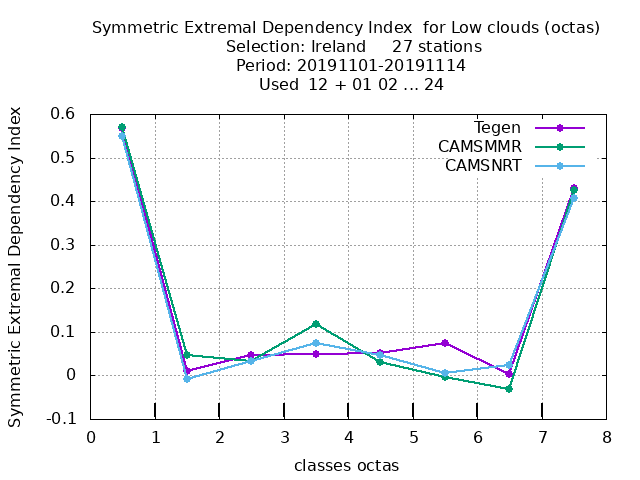 Symmetric Extremal Dependency Index  for Low clouds (octas)
Selection: Ireland     27 stations
Period: 20191101-20191114
Used  12 + 01 02 ... 24
Symmetric Extremal Dependency Index
0.6
0.5
0.4
0.3
0.2
0.1
0
-0.1
Tegen
CAMSMMR
CAMSNRT
0 1 2 3 4 5 6 7 8
classes octas